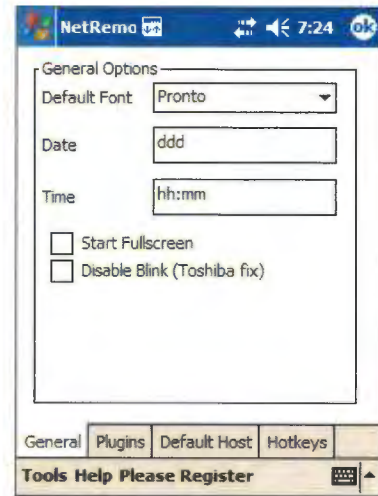 NetRemo 7:24 ok
General Options
Default Font Pronto
Date ddd
Time hh:mm
Start Fullscreen
Disable Blink (Toshiba fix)
General Plugins Default Host Hotkeys
Tools Help Please Register